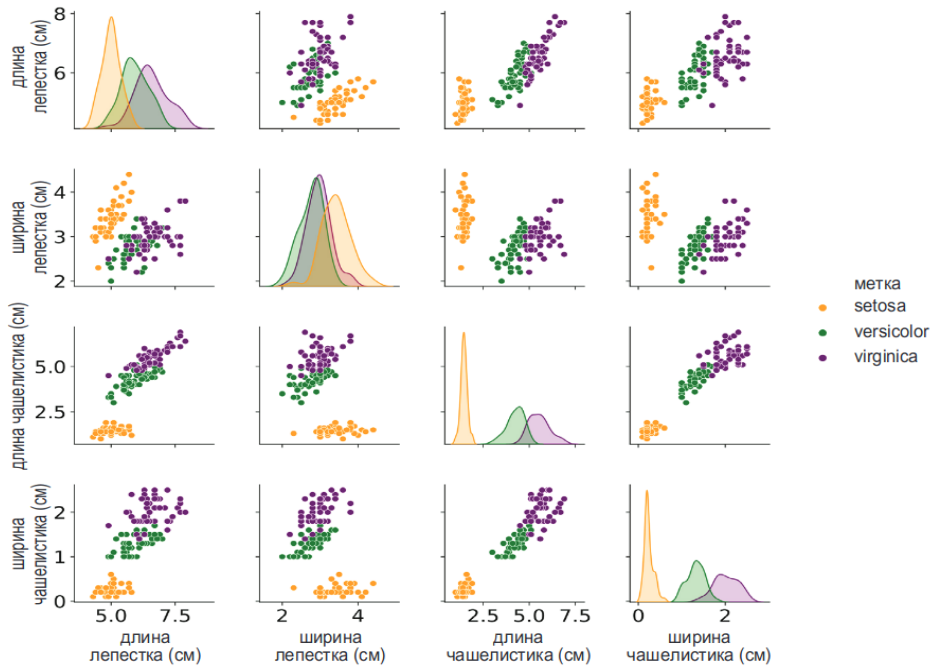 длина
лепестка (см)
8
6
ширина
лепестка (см)
4
3
2
метка
setosa
versicolor
virginica
длина чашелистика (см)
5.0
2.5
ширина
чашелистика (см)
2
1
0
5.0 7.5
2 4
2.5 5.0 7.5
0 2
длина
лепестка (см)
ширина
лепестка (см)
длина
чашелистика (см)
ширина
чашелистика (см)